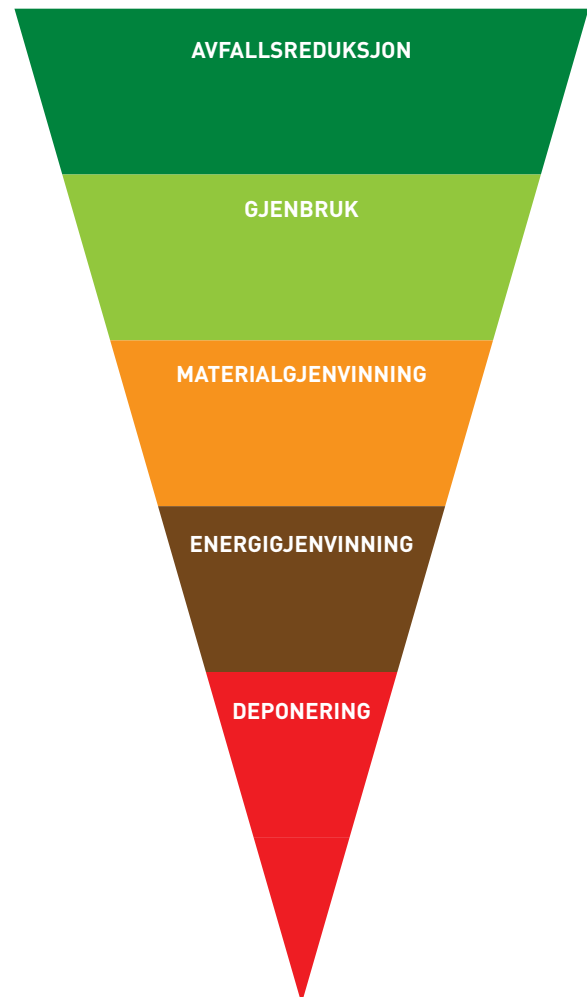 AVFALLSREDUKSJON
GJENBRUK
MATERIALGJENVINNING
ENERGIGJENVINNING
DEPONERING